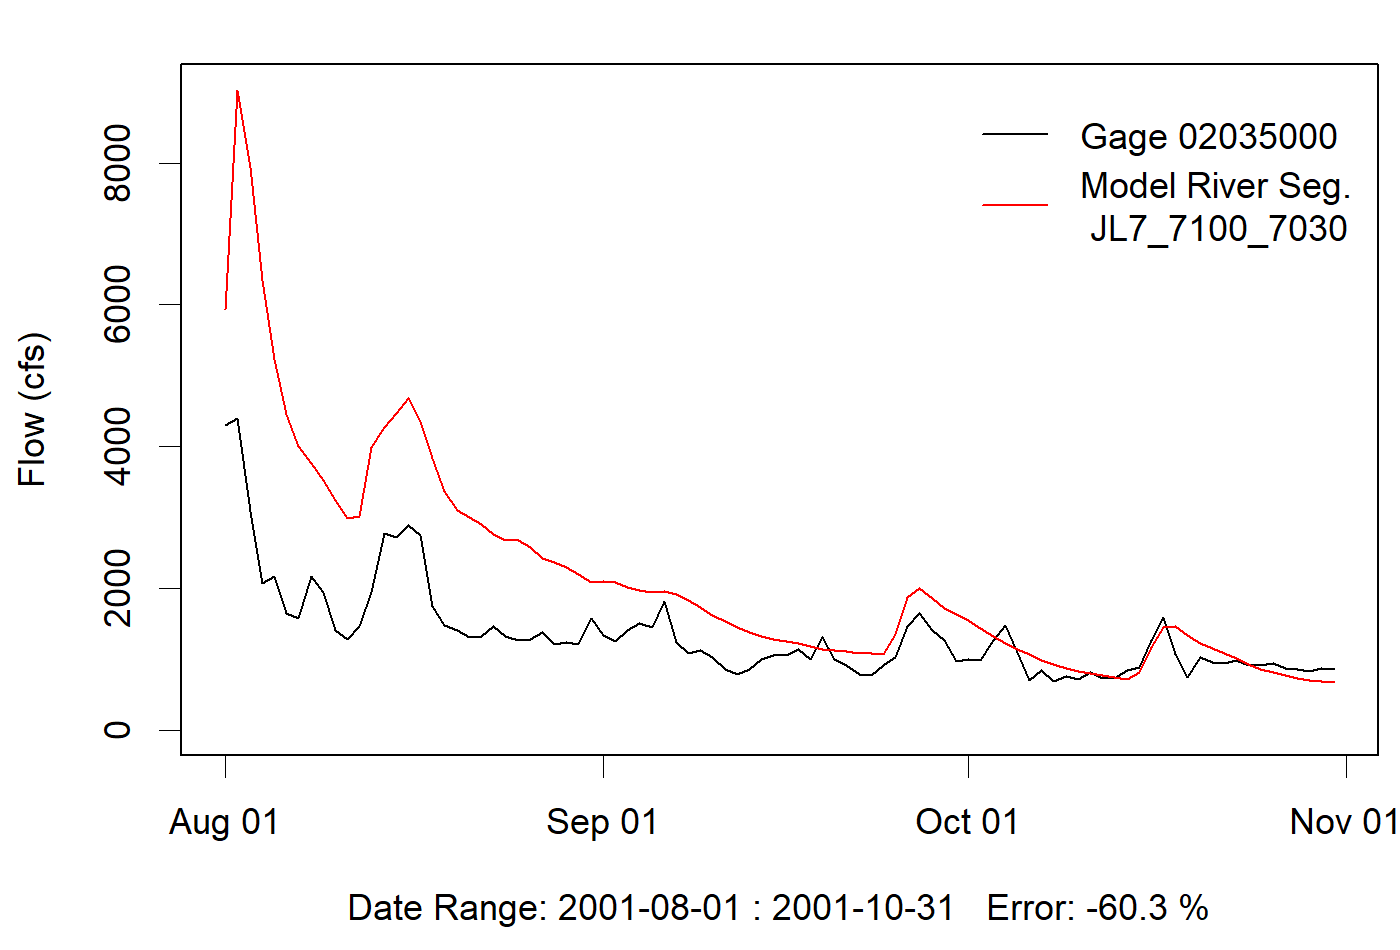 Flow (cfs)
8000
6000
4000
2000
0
Gage 02035000
Model River Seg.
JL7_7100_7030
Aug 01
Sep 01
Oct 01
Nov 01
Date Range: 2001-08-01 : 2001-10-31   Error: -60.3 %